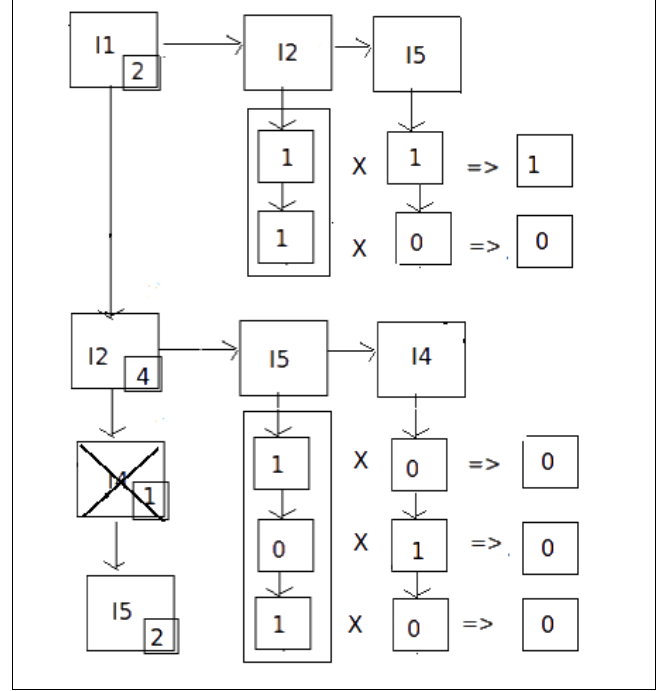 I1 2 I2 I5
1 X 1 => 1
1 X 0 => 0
I2 4 I5 I4
1 X 0 => 0
I4 1
0 X 1 => 0
I5 2
1 X 0 => 0